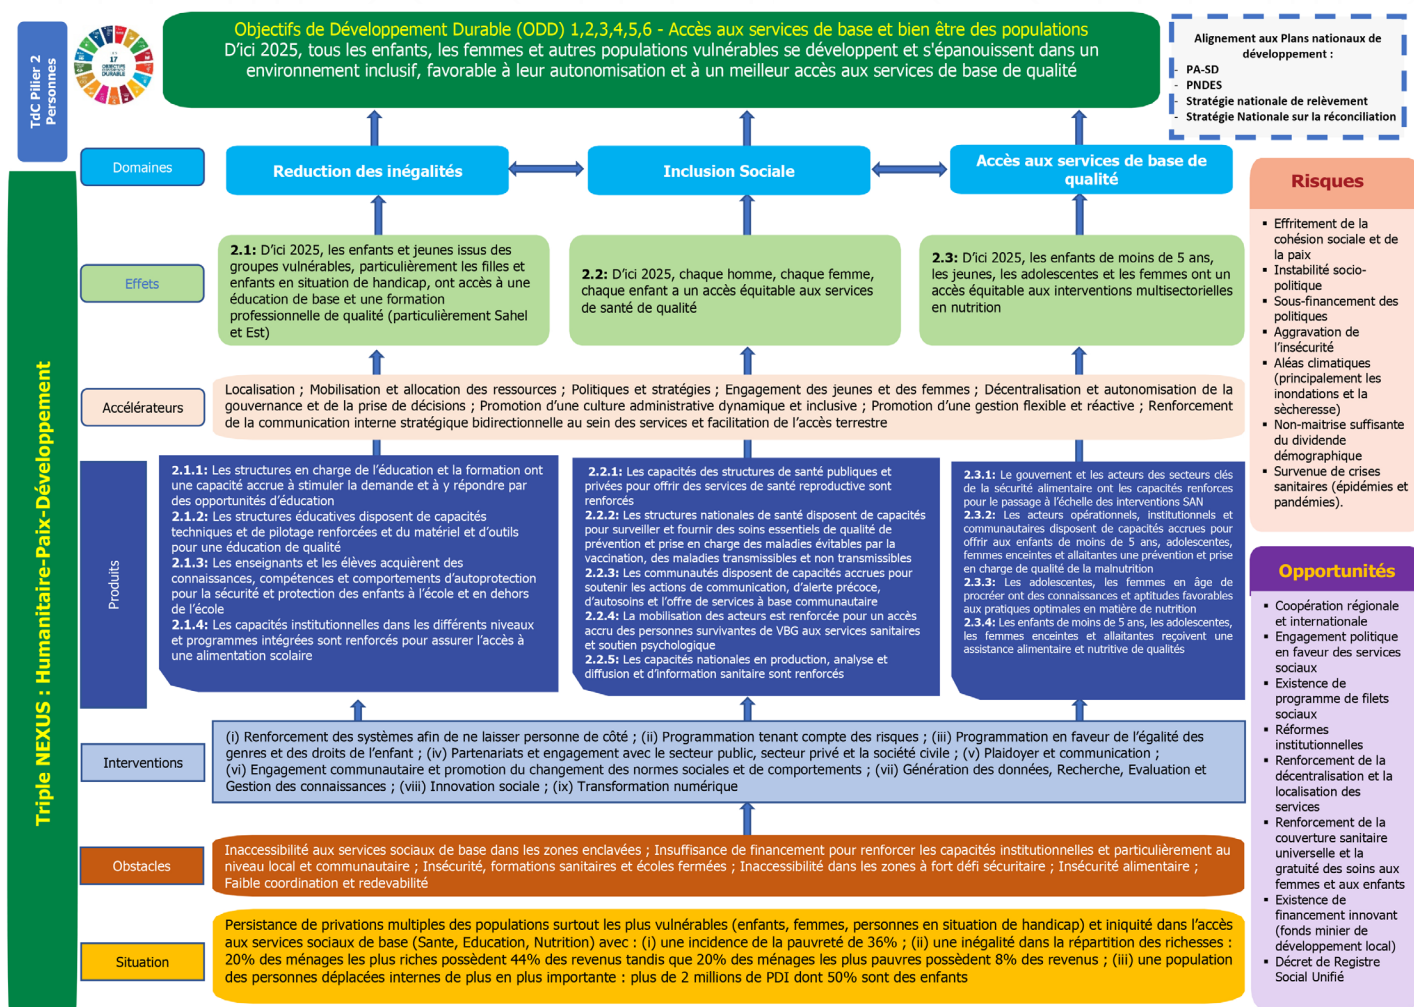 TdC Pilier 2
Personnes
17
OBJECTIFS
DURABLE
Objectifs de Développement Durable (ODD) 1,2,3,4,5,6 - Accès aux services de base et bien être des populations
D'ici 2025, tous les enfants, les femmes et autres populations vulnérables se développent et s'épanouissent dans un
environnement inclusif, favorable à leur autonomisation et à un meilleur accès aux services de base de qualité
Alignement aux Plans nationaux de
développement :
- PA-SD
- PNDES
- Stratégie nationale de relèvement
- Stratégie Nationale sur la réconciliation
Triple NEXUS : Humanitaire-Paix-Développement
Domaines
Reduction des inégalités
Inclusion Sociale
Accès aux services de base de
qualité
Effets
2.1: D'ici 2025, les enfants et jeunes issus des
groupes vulnérables, particulièrement les filles et
enfants en situation de handicap, ont accès à une
éducation de base et une formation
professionnelle de qualité (particulièrement Sahel
et Est)
2.2: D'ici 2025, chaque homme, chaque femme,
chaque enfant a un accès équitable aux services
de santé de qualité
2.3: D'ici 2025, les enfants de moins de 5 ans,
les jeunes, les adolescentes et les femmes ont un
accès équitable aux interventions multisectorielles
en nutrition
Accélérateurs
Localisation ; Mobilisation et allocation des ressources ; Politiques et stratégies ; Engagement des jeunes et des femmes ; Décentralisation et autonomisation de la
gouvernance et de la prise de décisions ; Promotion d'une culture administrative dynamique et inclusive ; Promotion d'une gestion flexible et réactive ; Renforcement
de la communication interne stratégique bidirectionnelle au sein des services et facilitation de l'accès terrestre
Produits
2.1.1: Les structures en charge de l'éducation et la formation ont
une capacité accrue à stimuler la demande et à y répondre par
des opportunités d'éducation
2.1.2: Les structures éducatives disposent de capacités
techniques et de pilotage renforcées et du matériel et d'outils
pour une éducation de qualité
2.1.3: Les enseignants et les élèves acquièrent des
connaissances, compétences et comportements d'autoprotection
pour la sécurité et protection des enfants à l'école et en dehors
de l'école
2.1.4: Les capacités institutionnelles dans les différents niveaux
et programmes intégrées sont renforcés pour assurer l'accès à
une alimentation scolaire
2.2.1: Les capacités des structures de santé publiques et
privées pour offrir des services de santé reproductive sont
renforcés
2.2.2: Les structures nationales de santé disposent de capacités
pour surveiller et fournir des soins essentiels de qualité de
prévention et prise en charge des maladies évitables par la
vaccination, des maladies transmissibles et non transmissibles
2.2.3: Les communautés disposent de capacités accrues pour
soutenir les actions de communication, d'alerte précoce,
d'autosoins et l'offre de services à base communautaire
2.2.4: La mobilisation des acteurs est renforcée pour un accès
accru des personnes survivantes de VBG aux services sanitaires
et soutien psychologique
2.2.5: Les capacités nationales en production, analyse et
diffusion et d'information sanitaire sont renforcés
2.3.1: Le gouvernement et les acteurs des secteurs clés
de la sécurité alimentaire ont les capacités renforces
pour le passage à l'échelle des interventions SAN
2.3.2: Les acteurs opérationnels, institutionnels et
communautaires disposent de capacités accrues pour
offrir aux enfants de moins de 5 ans, adolescentes,
femmes enceintes et allaitantes une prévention et prise
en charge de qualité de la malnutrition
2.3.3: Les adolescentes, les femmes en âge de
procréer ont des connaissances et aptitudes favorables
aux pratiques optimales en matière de nutrition
2.3.4: Les enfants de moins de 5 ans, les adolescentes,
les femmes enceintes et allaitantes reçoivent une
assistance alimentaire et nutritive de qualités
Interventions
(i) Renforcement des systèmes afin de ne laisser personne de côté ; (ii) Programmation tenant compte des risques ; (iii) Programmation en faveur de l'égalité des
genres et des droits de l'enfant ; (iv) Partenariats et engagement avec le secteur public, secteur privé et la société civile ; (v) Plaidoyer et communication ;
(vi) Engagement communautaire et promotion du changement des normes sociales et de comportements ; (vii) Génération des données, Recherche, Evaluation et
Gestion des connaissances ; (viii) Innovation sociale ; (ix) Transformation numérique
Obstacles
Inaccessibilité aux services sociaux de base dans les zones enclavées ; Insuffisance de financement pour renforcer les capacités institutionnelles et particulièrement au
niveau local et communautaire ; Insécurité, formations sanitaires et écoles fermées ; Inaccessibilité dans les zones à fort défi sécuritaire ; Insécurité alimentaire ;
Faible coordination et redevabilité
Situation
Persistance de privations multiples des populations surtout les plus vulnérables (enfants, femmes, personnes en situation de handicap) et iniquité dans l'accès
aux services sociaux de base (Sante, Education, Nutrition) avec : (i) une incidence de la pauvreté de 36% ; (ii) une inégalité dans la répartition des richesses :
20% des ménages les plus riches possèdent 44% des revenus tandis que 20% des ménages les plus pauvres possèdent 8% des revenus ; (iii) une population
des personnes déplacées internes de plus en plus importante : plus de 2 millions de PDI dont 50% sont des enfants
Risques
▪ Effritement de la
cohésion sociale et de
la paix
▪ Instabilité socio-
politique
▪ Sous-financement des
politiques
▪ Aggravation de
l'insécurité
▪ Aléas climatiques
(principalement les
inondations et la
sècheresse)
▪ Non-maitrise suffisante
du dividende
démographique
▪ Survenue de crises
sanitaires (épidémies et
pandémies).
Opportunités
▪ Coopération régionale
et internationale
▪ Engagement politique
en faveur des services
sociaux
▪ Existence de
programme de filets
sociaux
▪ Réformes
institutionnelles
▪ Renforcement de la
décentralisation et la
localisation des
services
▪ Renforcement de la
couverture sanitaire
universelle et la
gratuité des soins aux
femmes et aux enfants
▪ Existence de
financement innovant
(fonds minier de
développement local)
▪ Décret de Registre
Social Unifié